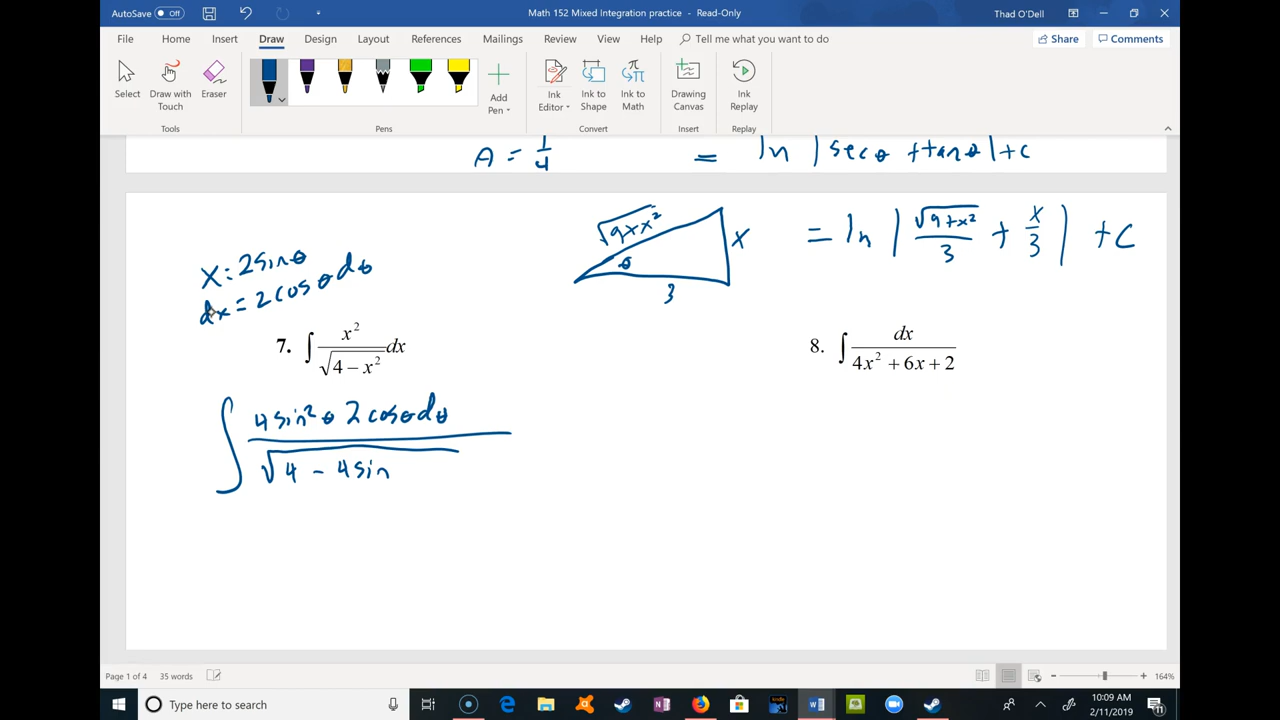 AutoSave Off
Math 152 Mixed Integration practice - Read-Only
Thad O'Dell
File Home Insert Draw Design Layout References Mailings Review View Help Tell me what you want to do Share Comments
Select Draw with Touch Eraser Add Pen Ink Editor Ink to Shape Ink to Math Drawing Canvas Ink Replay
Tools Pens Convert Insert Replay
A = 1/4 = ln |secθ + tanθ| + C
√9+x² x θ 3
= ln | √9+x²/3 + x/3 | + C
x = 2sinθ
dx = 2cosθ dθ
7. ∫ x²/√4 − x² dx
8. ∫ dx/4x² + 6x + 2
∫ 4sin²θ 2cosθdθ / √4 − 4sin
Page 1 of 4 35 words 164%
Type here to search
10:09 AM
2/11/2019